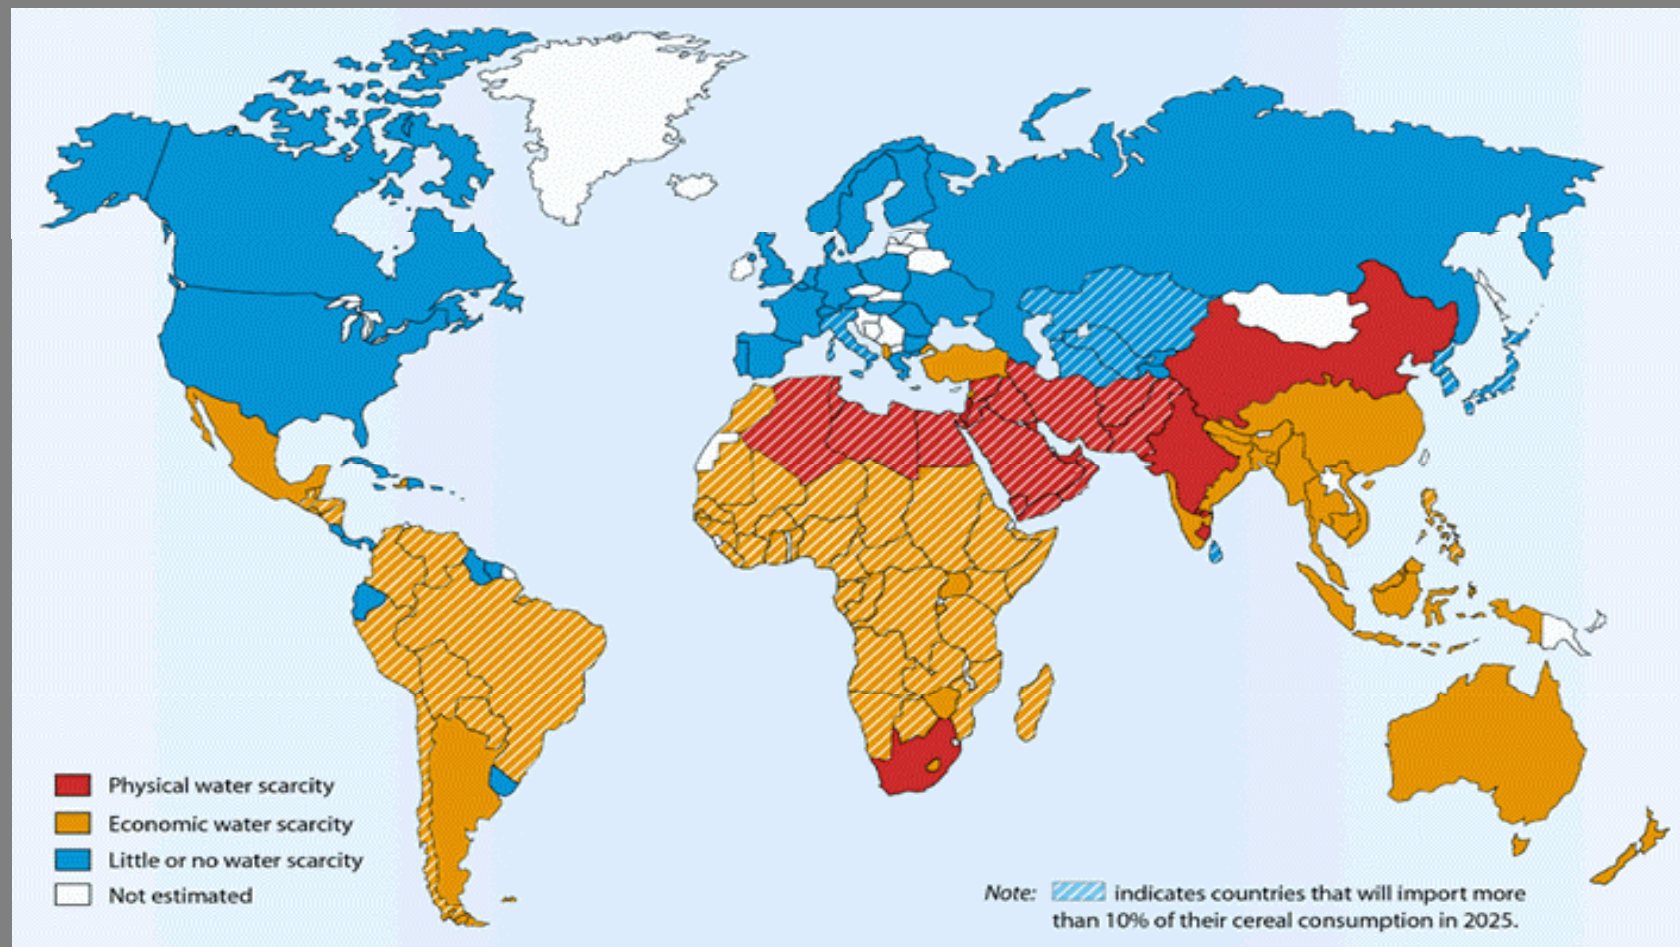 Physical water scarcity
Economic water scarcity
Little or no water scarcity
Not estimated
Note: indicates countries that will import more
than 10% of their cereal consumption in 2025.